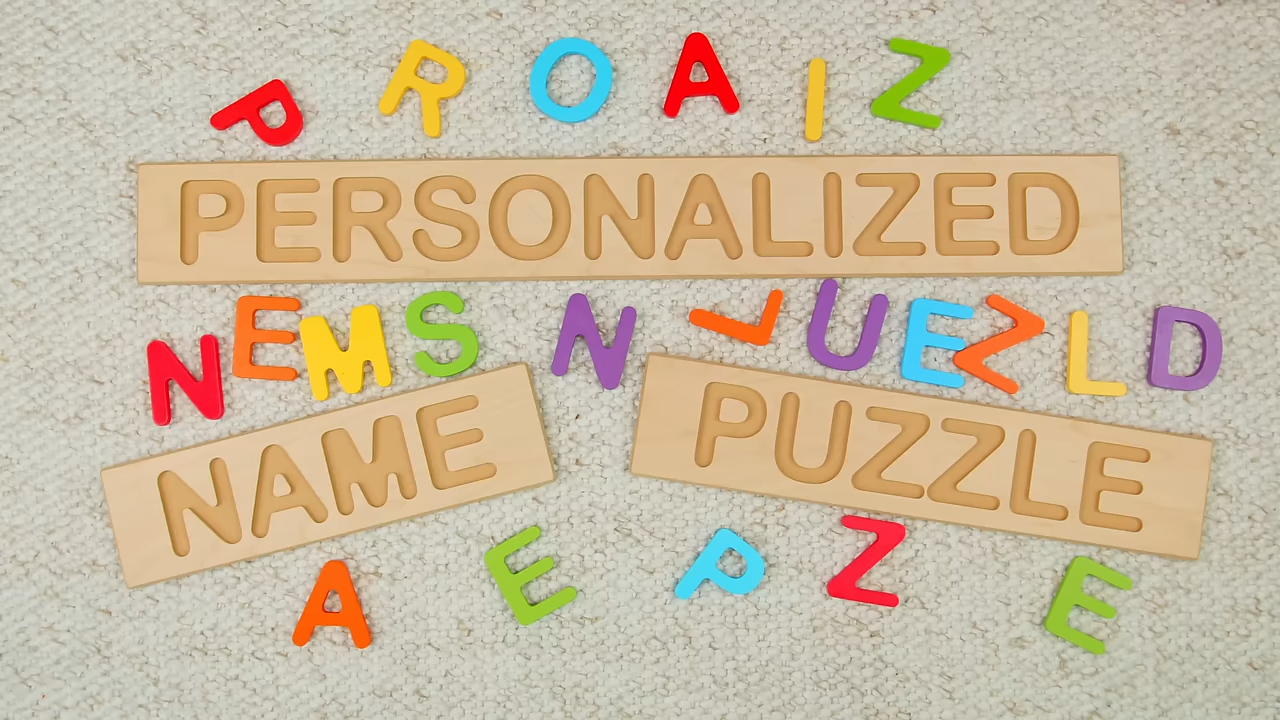 P R O A I Z
PERSONALIZED
N E M S N L U E Z L D
NAME PUZZLE
A E P Z E